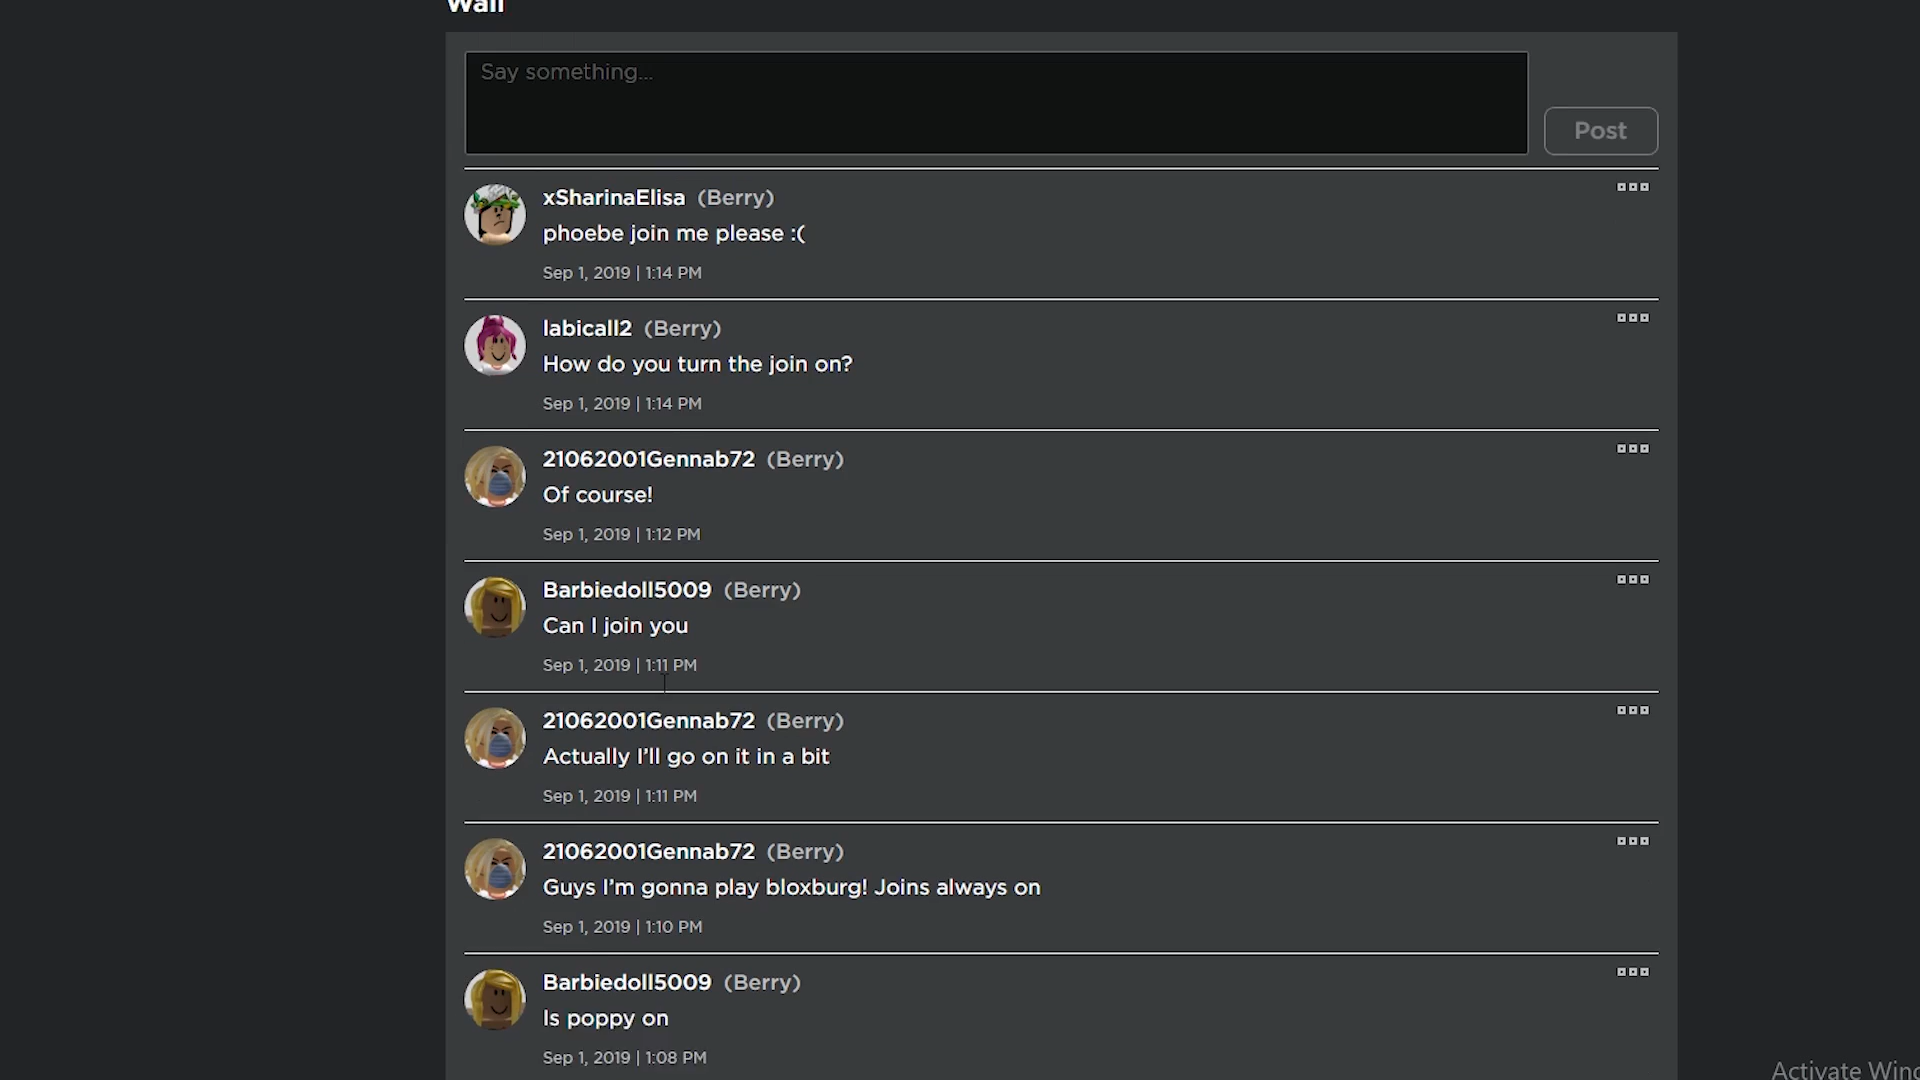 Wall
Say something...
Post
xSharinaElisa (Berry)
phoebe join me please :(
Sep 1, 2019 | 1:14 PM
labicall2 (Berry)
How do you turn the join on?
Sep 1, 2019 | 1:14 PM
21062001Gennab72 (Berry)
Of course!
Sep 1, 2019 | 1:12 PM
Barbiedoll5009 (Berry)
Can I join you
Sep 1, 2019 | 1:11 PM
21062001Gennab72 (Berry)
Actually I'll go on it in a bit
Sep 1, 2019 | 1:11 PM
21062001Gennab72 (Berry)
Guys I'm gonna play bloxburg! Joins always on
Sep 1, 2019 | 1:10 PM
Barbiedoll5009 (Berry)
Is poppy on
Sep 1, 2019 | 1:08 PM
Activate